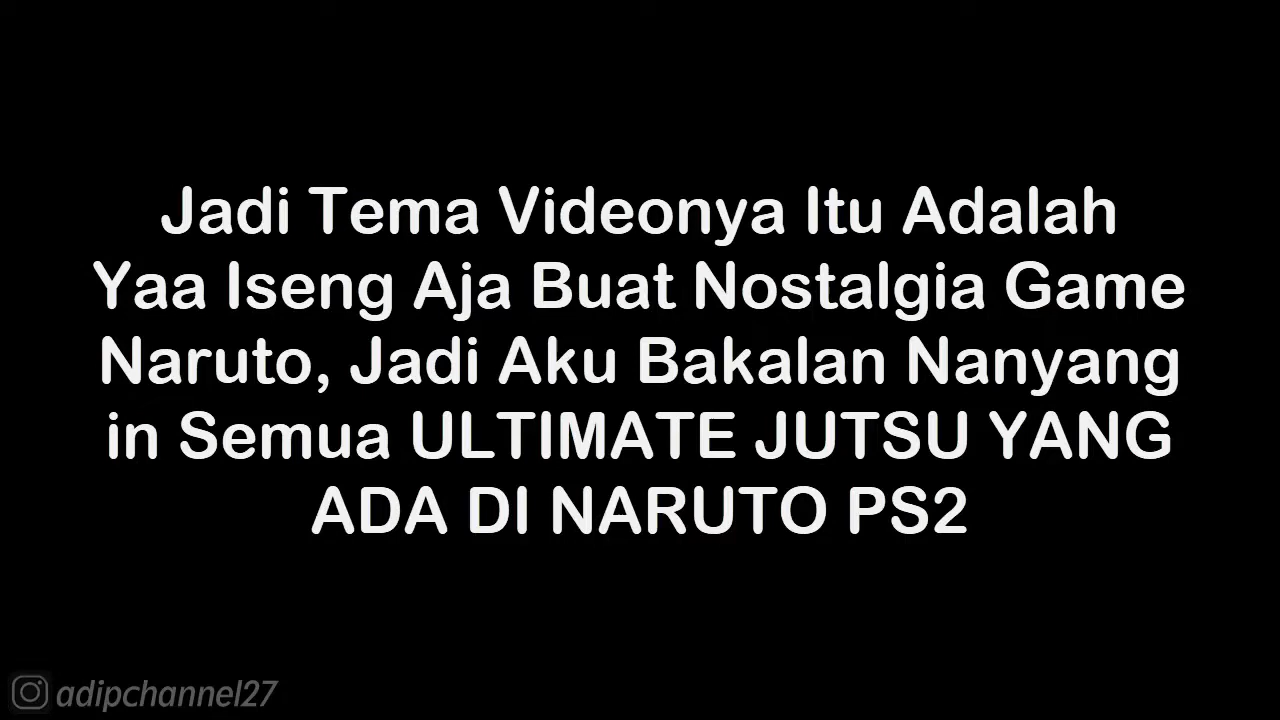 Jadi Tema Videonya Itu Adalah
Yaa Iseng Aja Buat Nostalgia Game
Naruto, Jadi Aku Bakalan Nanyang
in Semua ULTIMATE JUTSU YANG
ADA DI NARUTO PS2
adipchannel27